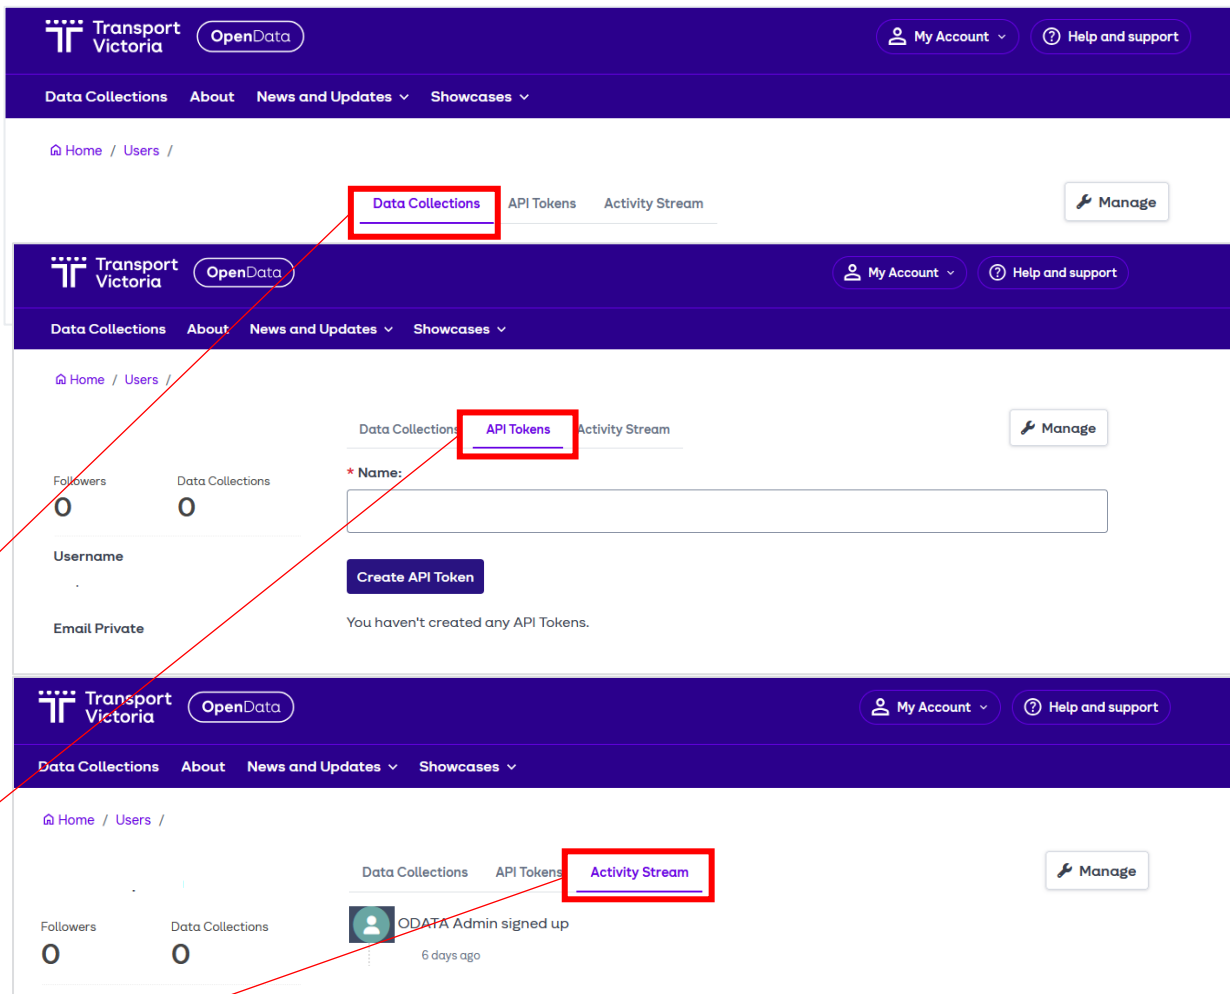 Transport
Victoria
OpenData
My Account
Help and support
Data Collections About News and Updates Showcases
Home / Users /
Data Collections API Tokens Activity Stream
Manage
Transport
Victoria
OpenData
My Account
Help and support
Data Collections About News and Updates Showcases
Home / Users /
Data Collections API Tokens Activity Stream
Manage
* Name:
Followers Data Collections
0 0
Username
Create API Token
You haven't created any API Tokens.
Email Private
Transport
Victoria
OpenData
My Account
Help and support
Data Collections About News and Updates Showcases
Home / Users /
Data Collections API Tokens Activity Stream
Manage
ODATA Admin signed up
6 days ago
Followers Data Collections
0 0